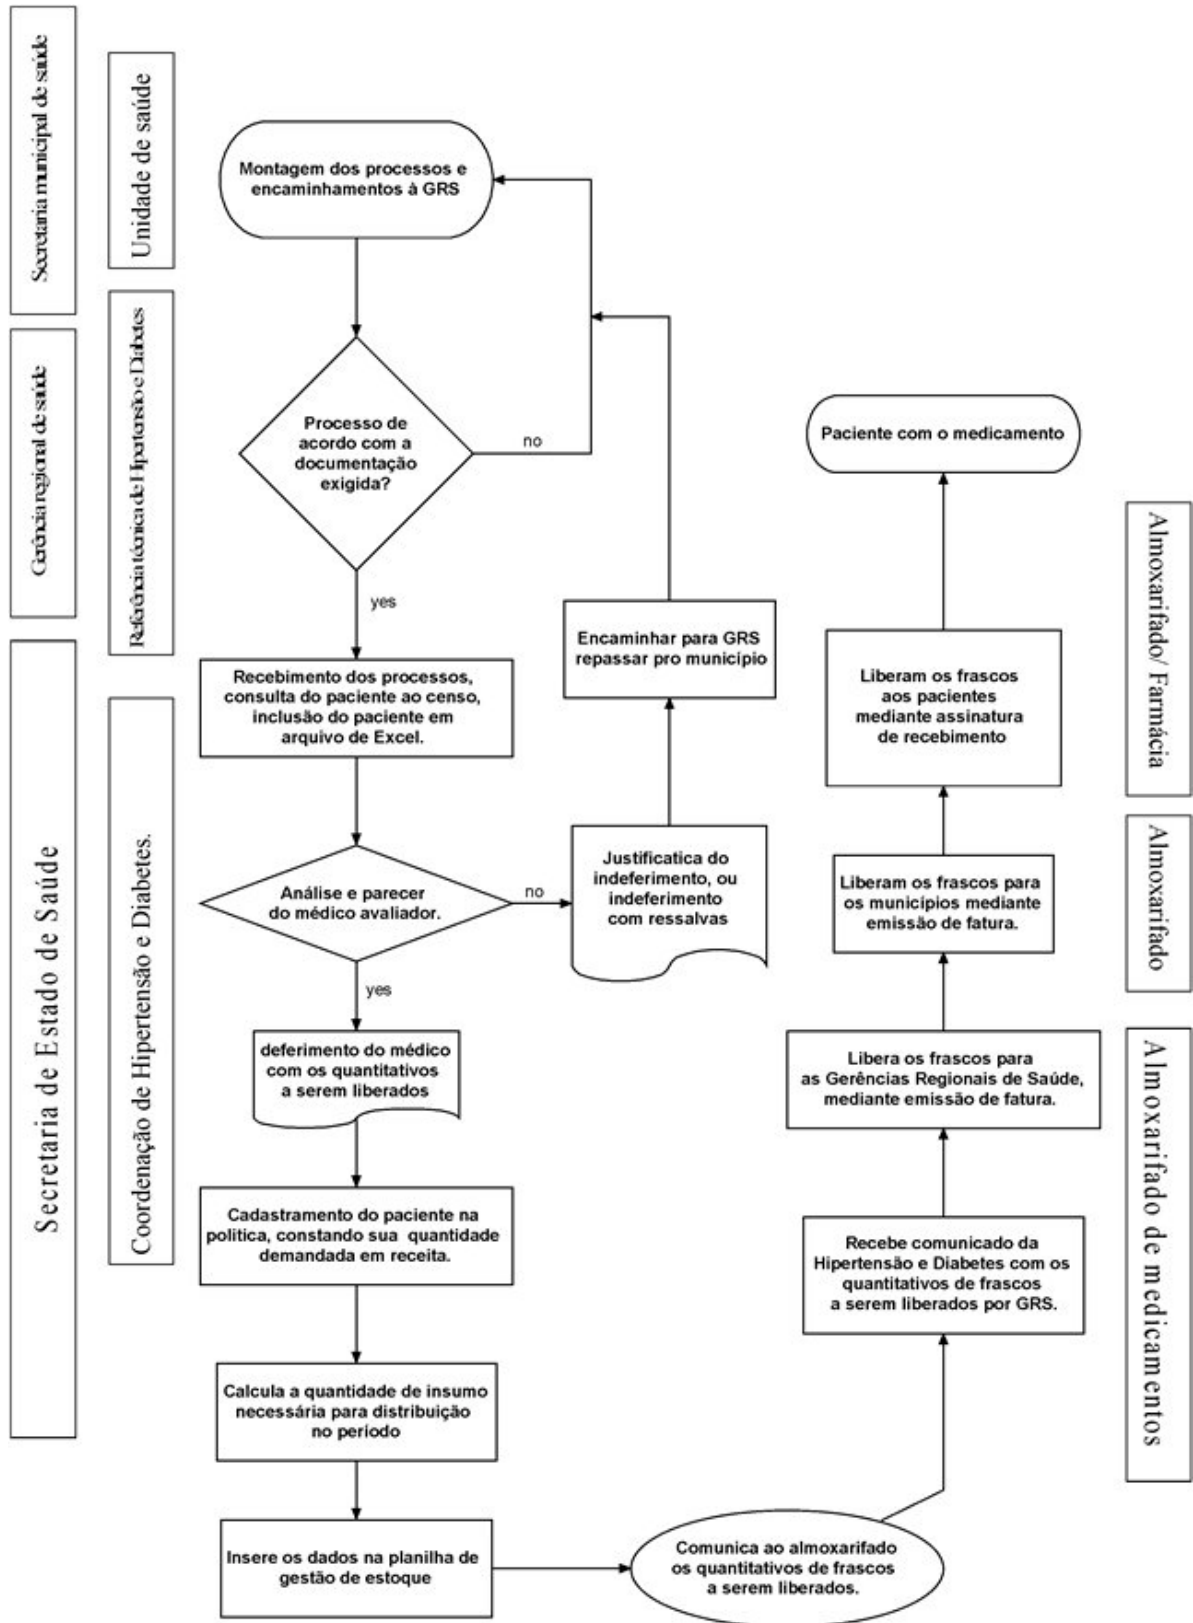 Secretaria municipal de saúde
Unidade de saúde
Montagem dos processos e
encaminhamentos à GRS
Gerência regional de saúde
Referência técnica de Hipertensão e Diabetes
Processo de
acordo com a
documentação
exigida?
no
yes
Paciente com o medicamento
Encaminhar para GRS
repassar pro município
Secretaria de Estado de Saúde
Coordenação de Hipertensão e Diabetes.
Recebimento dos processos,
consulta do paciente ao censo,
inclusão do paciente em
arquivo de Excel.
Liberam os frascos
aos pacientes
mediante assinatura
de recebimento
Almoxarifado/ Farmácia
Análise e parecer
do médico avaliador.
no
yes
Justificatica do
indeferimento, ou
indeferimento
com ressalvas
Liberam os frascos para
os municípios mediante
emissão de fatura.
Almoxarifado
deferimento do médico
com os quantitativos
a serem liberados
Libera os frascos para
as Gerências Regionais de Saúde,
mediante emissão de fatura.
Almoxarifado de medicamentos
Cadastramento do paciente na
política, constando sua quantidade
demandada em receita.
Recebe comunicado da
Hipertensão e Diabetes com os
quantitativos de frascos
a serem liberados por GRS.
Calcula a quantidade de insumo
necessária para distribuição
no período
Insere os dados na planilha de
gestão de estoque
Comunica ao almoxarifado
os quantitativos de frascos
a serem liberados.